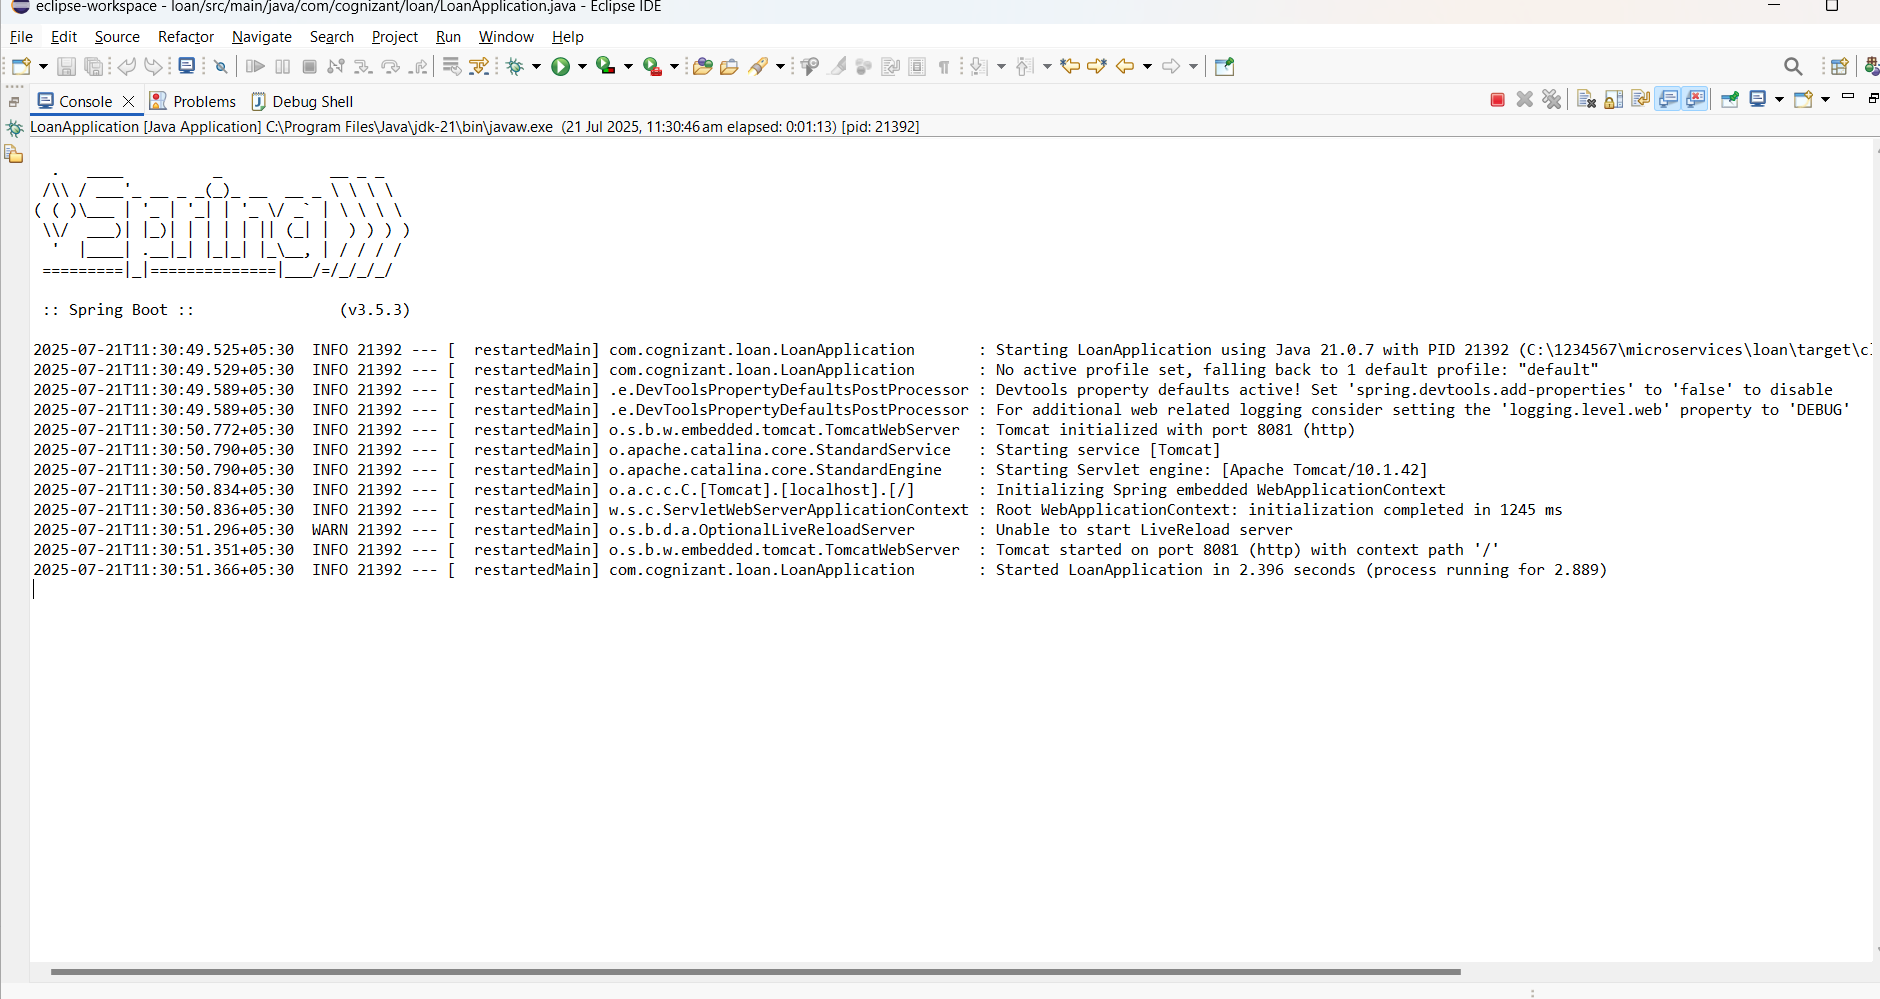 eclipse-workspace - loan/src/main/java/com/cognizant/loan/LoanApplication.java - Eclipse IDE
File Edit Source Refactor Navigate Search Project Run Window Help
Console Problems Debug Shell
LoanApplication [Java Application] C:\Program Files\Java\jdk-21\bin\javaw.exe (21 Jul 2025, 11:30:46 am elapsed: 0:01:13) [pid: 21392]
  .   ____          _            __ _ _
 /\\ / ___'_ __ _ _(_)_ __  __ _ \ \ \ \
( ( )\___ | '_ | '_| | '_ \/ _` | \ \ \ \
 \\/  ___)| |_)| | | | | || (_| |  ) ) ) )
  '  |____| .__|_| |_|_| |_\__, | / / / /
 =========|_|==============|___/=/_/_/_/
 :: Spring Boot ::                (v3.5.3)
2025-07-21T11:30:49.525+05:30  INFO 21392 --- [  restartedMain] com.cognizant.loan.LoanApplication       : Starting LoanApplication using Java 21.0.7 with PID 21392 (C:\1234567\microservices\loan\target\cl
2025-07-21T11:30:49.529+05:30  INFO 21392 --- [  restartedMain] com.cognizant.loan.LoanApplication       : No active profile set, falling back to 1 default profile: "default"
2025-07-21T11:30:49.589+05:30  INFO 21392 --- [  restartedMain] .e.DevToolsPropertyDefaultsPostProcessor : Devtools property defaults active! Set 'spring.devtools.add-properties' to 'false' to disable
2025-07-21T11:30:49.589+05:30  INFO 21392 --- [  restartedMain] .e.DevToolsPropertyDefaultsPostProcessor : For additional web related logging consider setting the 'logging.level.web' property to 'DEBUG'
2025-07-21T11:30:50.772+05:30  INFO 21392 --- [  restartedMain] o.s.b.w.embedded.tomcat.TomcatWebServer  : Tomcat initialized with port 8081 (http)
2025-07-21T11:30:50.790+05:30  INFO 21392 --- [  restartedMain] o.apache.catalina.core.StandardService   : Starting service [Tomcat]
2025-07-21T11:30:50.790+05:30  INFO 21392 --- [  restartedMain] o.apache.catalina.core.StandardEngine    : Starting Servlet engine: [Apache Tomcat/10.1.42]
2025-07-21T11:30:50.834+05:30  INFO 21392 --- [  restartedMain] o.a.c.c.C.[Tomcat].[localhost].[/]       : Initializing Spring embedded WebApplicationContext
2025-07-21T11:30:50.836+05:30  INFO 21392 --- [  restartedMain] w.s.c.ServletWebServerApplicationContext : Root WebApplicationContext: initialization completed in 1245 ms
2025-07-21T11:30:51.296+05:30  WARN 21392 --- [  restartedMain] o.s.b.d.a.OptionalLiveReloadServer       : Unable to start LiveReload server
2025-07-21T11:30:51.351+05:30  INFO 21392 --- [  restartedMain] o.s.b.w.embedded.tomcat.TomcatWebServer  : Tomcat started on port 8081 (http) with context path '/'
2025-07-21T11:30:51.366+05:30  INFO 21392 --- [  restartedMain] com.cognizant.loan.LoanApplication       : Started LoanApplication in 2.396 seconds (process running for 2.889)